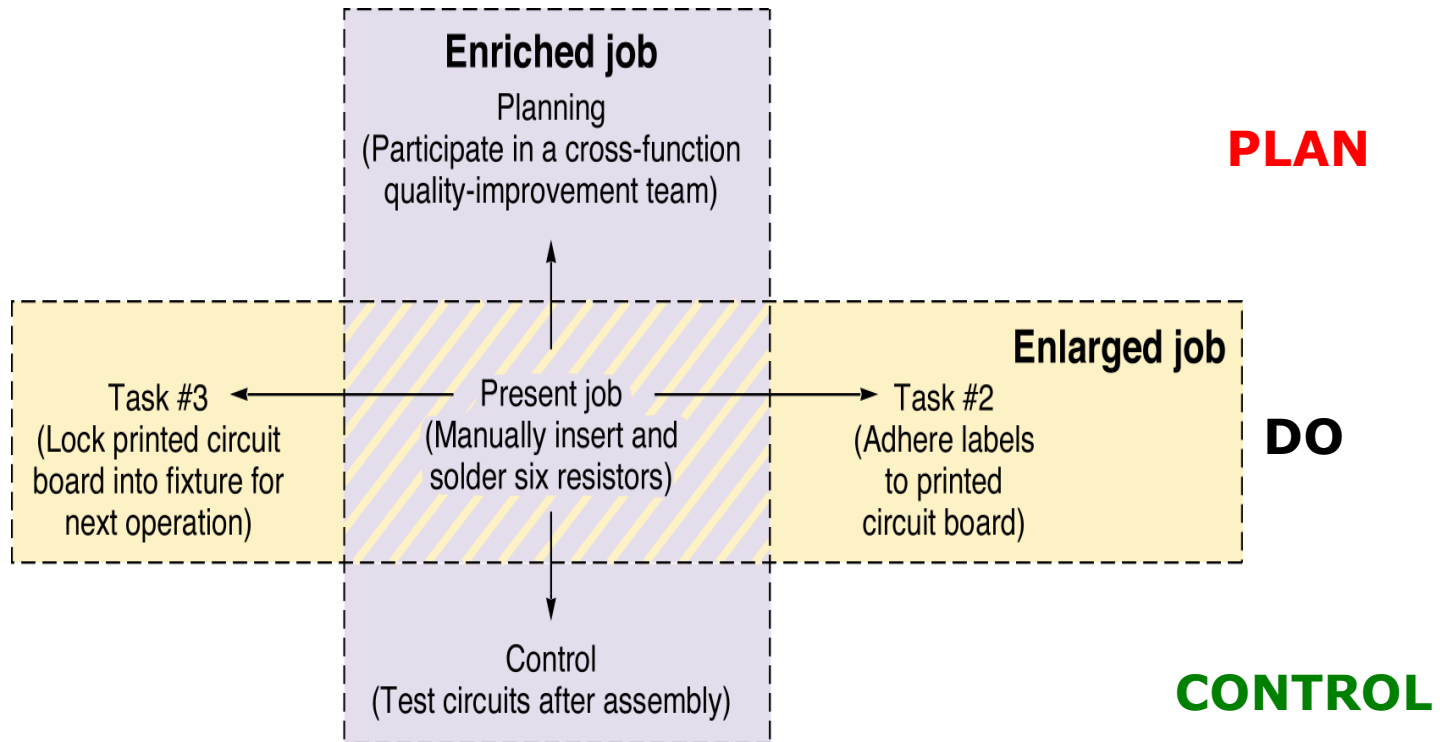 Enriched job
Planning
(Participate in a cross-function
quality-improvement team)
PLAN
Enlarged job
Task #3
(Lock printed circuit
board into fixture for
next operation)
Present job
(Manually insert and
solder six resistors)
Task #2
(Adhere labels
to printed
circuit board)
DO
Control
(Test circuits after assembly)
CONTROL